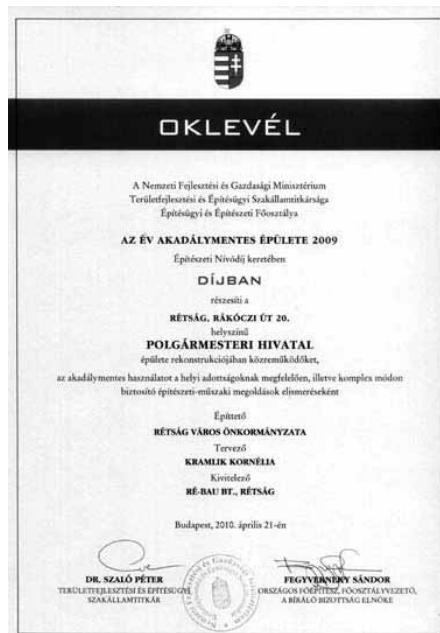 OKLEVÉL
A Nemzeti Fejlesztési és Gazdasági Minisztérium
Területfejlesztési és Építésügyi Szakállamtitkársága
Építésügyi és Építészeti Főosztálya
AZ ÉV AKADÁLYMENTES ÉPÜLETE 2009
Építészeti Nívódíj keretében
DÍJBAN
részesíti a
RÉTSÁG, RÁKÓCZI ÚT 20.
helyszínű
POLGÁRMESTERI HIVATAL
épülete rekonstrukciójában közreműködőket,
az akadálymentes használatot a helyi adottságoknak megfelelően, illetve komplex módon
biztosító építészeti-műszaki megoldások elismeréseként
Építtető
RÉTSÁG VÁROS ÖNKORMÁNYZATA
Tervező
KRAMLIK KORNÉLIA
Kivitelező
RÉ-BAU BT., RÉTSÁG
Budapest, 2010. április 21-én
DR. SZALÓ PÉTER
TERÜLETFEJLESZTÉSI ÉS ÉPÍTÉSÜGYI
SZAKÁLLAMTITKÁR
FEGYVERNEKY SÁNDOR
ORSZÁGOS FŐÉPÍTÉSZ, FŐOSZTÁLYVEZETŐ,
A BÍRÁLÓ BIZOTTSÁG ELNÖKE